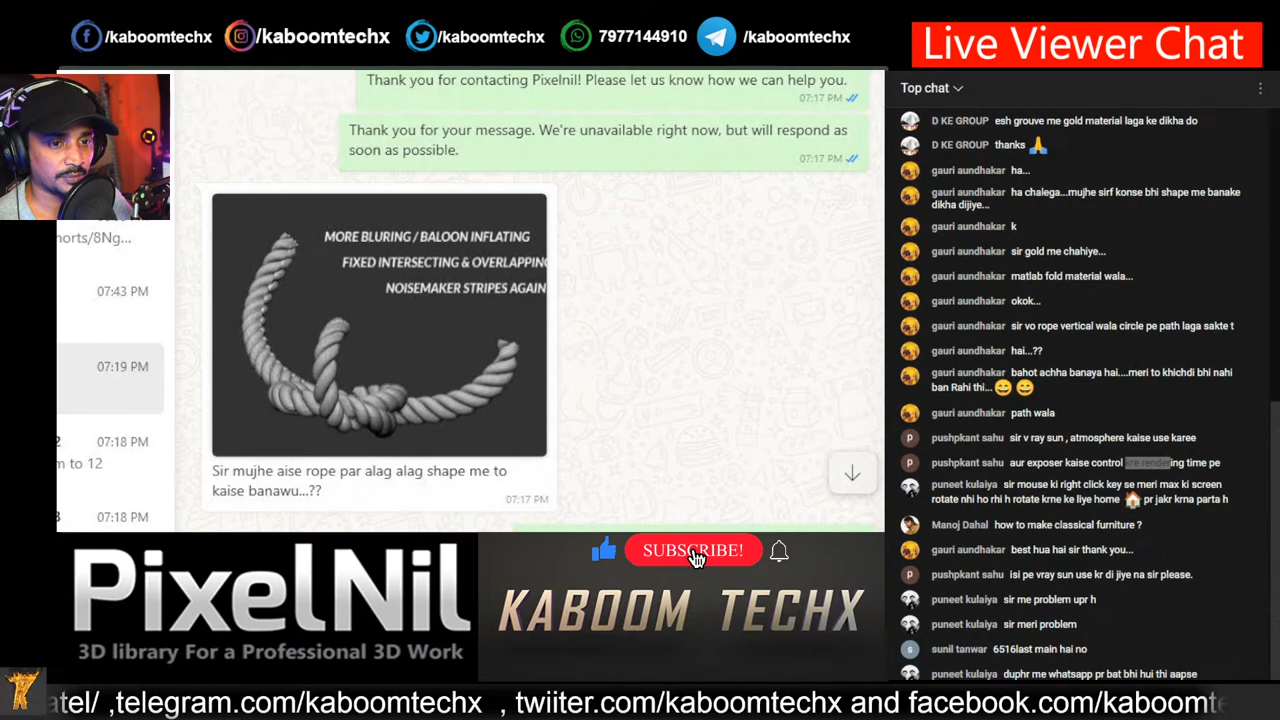 /kaboomtechx
/kaboomtechx
/kaboomtechx
7977144910
/kaboomtechx
Live Viewer Chat
Thank you for contacting Pixelnil! Please let us know how we can help you.
07:17 PM
Thank you for your message. We're unavailable right now, but will respond as
soon as possible.
07:17 PM
MORE BLURING / BALOON INFLATING
FIXED INTERSECTING & OVERLAPPING
NOISEMAKER STRIPES AGAIN
Sir mujhe aise rope par alag alag shape me to
kaise banawu...??
07:17 PM
horts/8Ng...
07:43 PM
07:19 PM
2
07:18 PM
m to 12
3
07:18 PM
Top chat
D KE GROUP esh grouve me gold material laga ke dikha do
D KE GROUP thanks 🙏
gauri aundhakar ha...
gauri aundhakar ha chalega...mujhe sirf konse bhi shape me banake
dikha dijiye...
gauri aundhakar k
gauri aundhakar sir gold me chahiye...
gauri aundhakar matlab fold material wala...
gauri aundhakar okok...
gauri aundhakar sir vo rope vertical wala circle pe path laga sakte t
gauri aundhakar hai...??
gauri aundhakar bahot achha banaya hai....meri to khichdi bhi nahi
ban Rahi thi...😄 😄
gauri aundhakar path wala
pushpkant sahu sir v ray sun , atmosphere kaise use karee
pushpkant sahu aur exposer kaise control kre rendering time pe
puneet kulaiya sir mouse ki right click key se meri max ki screen
rotate nhi ho rhi h rotate krne ke liye home 🏠 pr jakr krna parta h
Manoj Dahal how to make classical furniture ?
gauri aundhakar best hua hai sir thank you...
pushpkant sahu isi pe vray sun use kr di jiye na sir please.
puneet kulaiya sir me problem upr h
puneet kulaiya sir meri problem
sunil tanwar 6516last main hai no
puneet kulaiya duphr me whatsapp pr bat bhi hui thi aapse
PixelNil
3D library For a Professional 3D Work
SUBSCRIBE!
KABOOM TECHX
atel/ ,telegram.com/kaboomtechx , twiiter.com/kaboomtechx and facebook.com/kaboomte